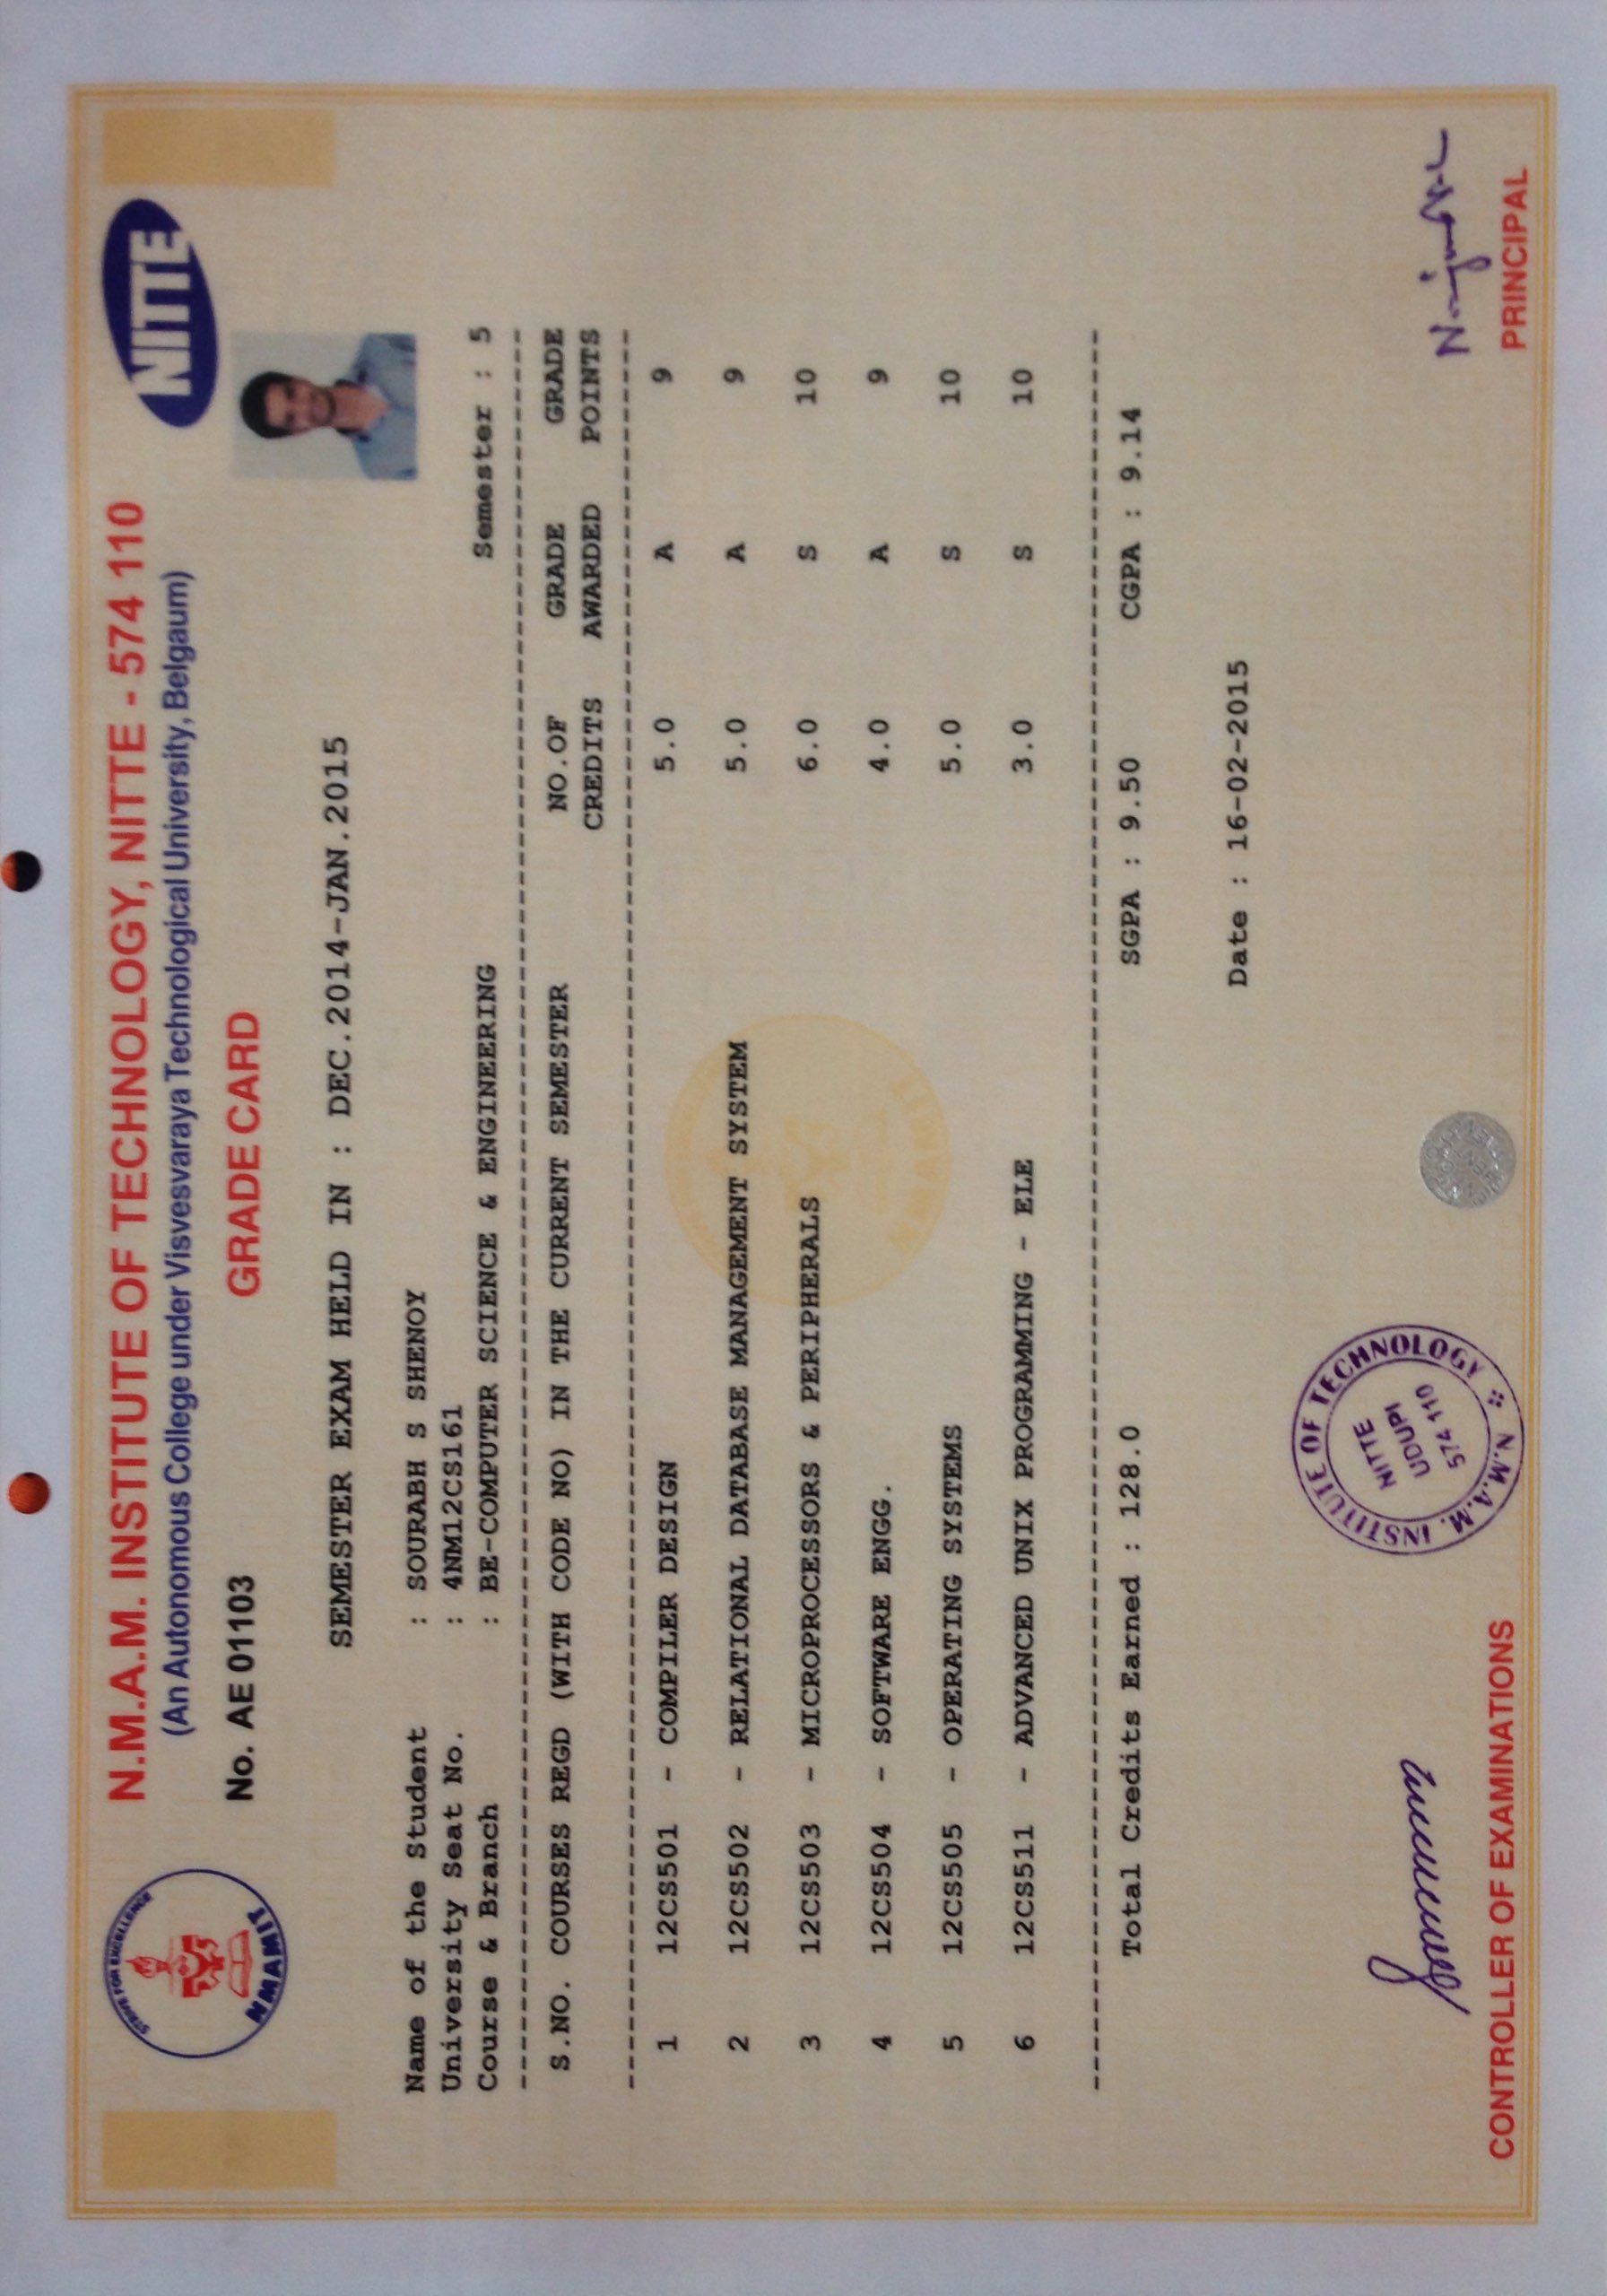 STRIVE FOR EXCELLENCE
NMAMIT
N.M.A.M. INSTITUTE OF TECHNOLOGY, NITTE - 574 110
(An Autonomous College under Visvesvaraya Technological University, Belgaum)
NITTE
No. AE 01103
GRADE CARD
SEMESTER EXAM HELD IN : DEC.2014-JAN.2015
Name of the Student : SOURABH S SHENOY
University Seat No. : 4NM12CS161
Course & Branch : BE-COMPUTER SCIENCE & ENGINEERING Semester : 5
S.NO. COURSES REGD (WITH CODE NO) IN THE CURRENT SEMESTER NO.OF GRADE GRADE
CREDITS AWARDED POINTS
1 12CS501 - COMPILER DESIGN 5.0 A 9
2 12CS502 - RELATIONAL DATABASE MANAGEMENT SYSTEM 5.0 A 9
3 12CS503 - MICROPROCESSORS & PERIPHERALS 6.0 S 10
4 12CS504 - SOFTWARE ENGG. 4.0 A 9
5 12CS505 - OPERATING SYSTEMS 5.0 S 10
6 12CS511 - ADVANCED UNIX PROGRAMMING - ELE 3.0 S 10
NMAMIT
Total Credits Earned : 128.0 SGPA : 9.50 CGPA : 9.14
Date : 16-02-2015
N.M.A.M. INSTITUTE OF TECHNOLOGY
NITTE
UDUPI
574 110
CONTROLLER OF EXAMINATIONS
PRINCIPAL